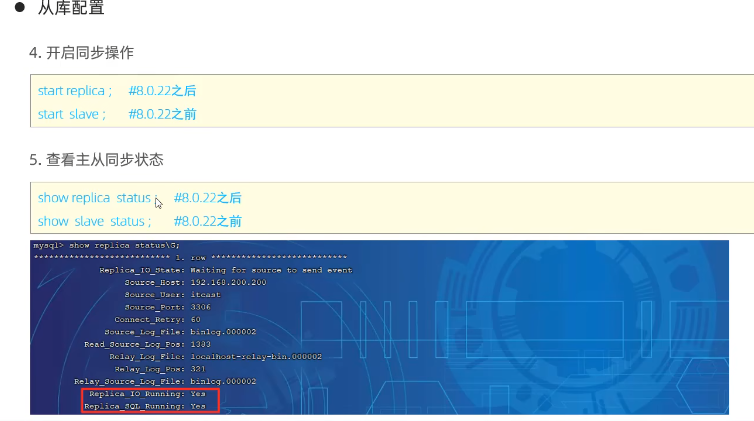 ● 从库配置
4. 开启同步操作
start replica ; #8.0.22之后
start slave ; #8.0.22之前
5. 查看主从同步状态
show replica status ; #8.0.22之后
show slave status ; #8.0.22之前
mysql> show replica status\G;
*************************** 1. row ***************************
Replica_IO_State: Waiting for source to send event
Source_Host: 192.168.200.200
Source_User: itcast
Source_Port: 3306
Connect_Retry: 60
Source_Log_File: binlog.000002
Read_Source_Log_Pos: 1333
Relay_Log_File: localhost-relay-bin.000002
Relay_Log_Pos: 321
Relay_Source_Log_File: binlog.000002
Replica_IO_Running: Yes
Replica_SQL_Running: Yes